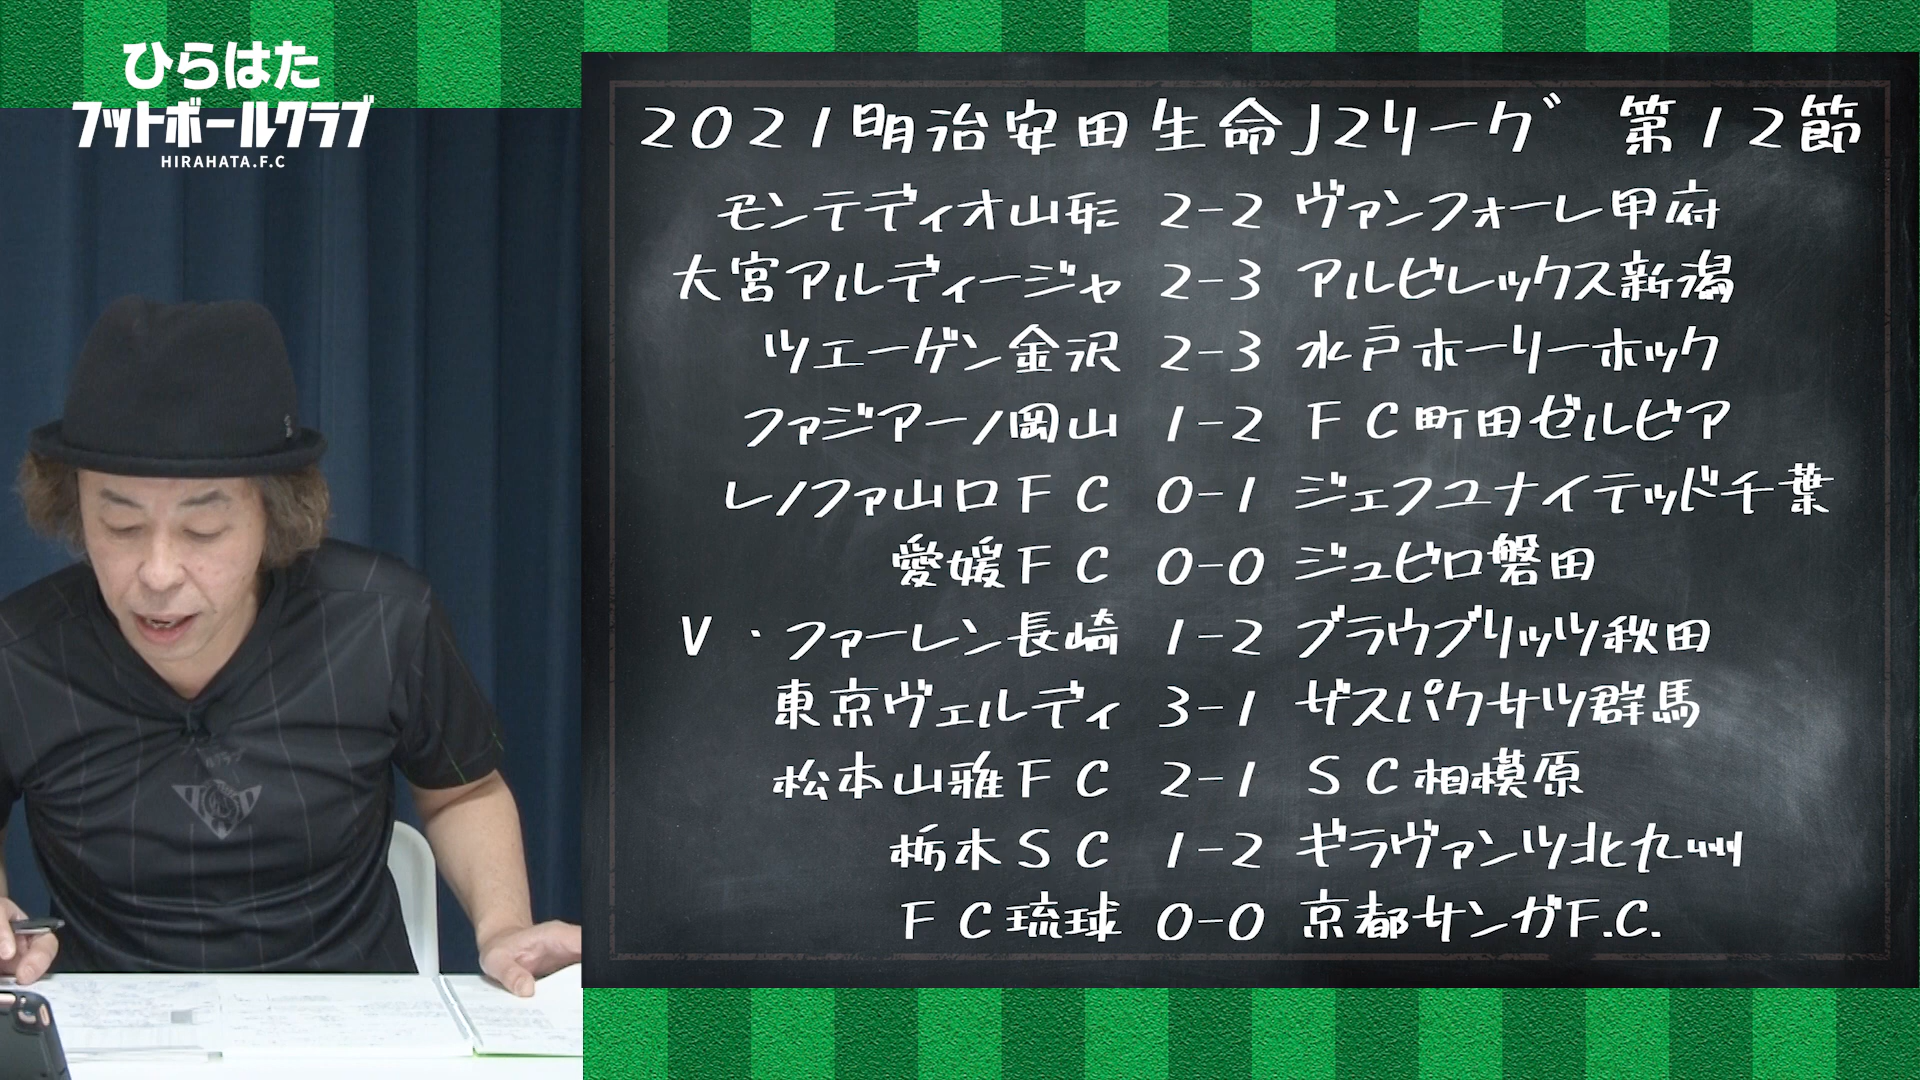 ひらはた
フットボールクラブ
HIRAHATA.F.C
2021明治安田生命J2リーグ 第12節
モンテディオ山形 2-2 ヴァンフォーレ甲府
大宮アルディージャ 2-3 アルビレックス新潟
ツエーゲン金沢 2-3 水戸ホーリーホック
ファジアーノ岡山 1-2 FC町田ゼルビア
レノファ山口FC 0-1 ジェフユナイテッド千葉
愛媛FC 0-0 ジュビロ磐田
V・ファーレン長崎 1-2 ブラウブリッツ秋田
東京ヴェルディ 3-1 ザスパクサツ群馬
松本山雅FC 2-1 SC相模原
栃木SC 1-2 ギラヴァンツ北九州
FC琉球 0-0 京都サンガF.C.